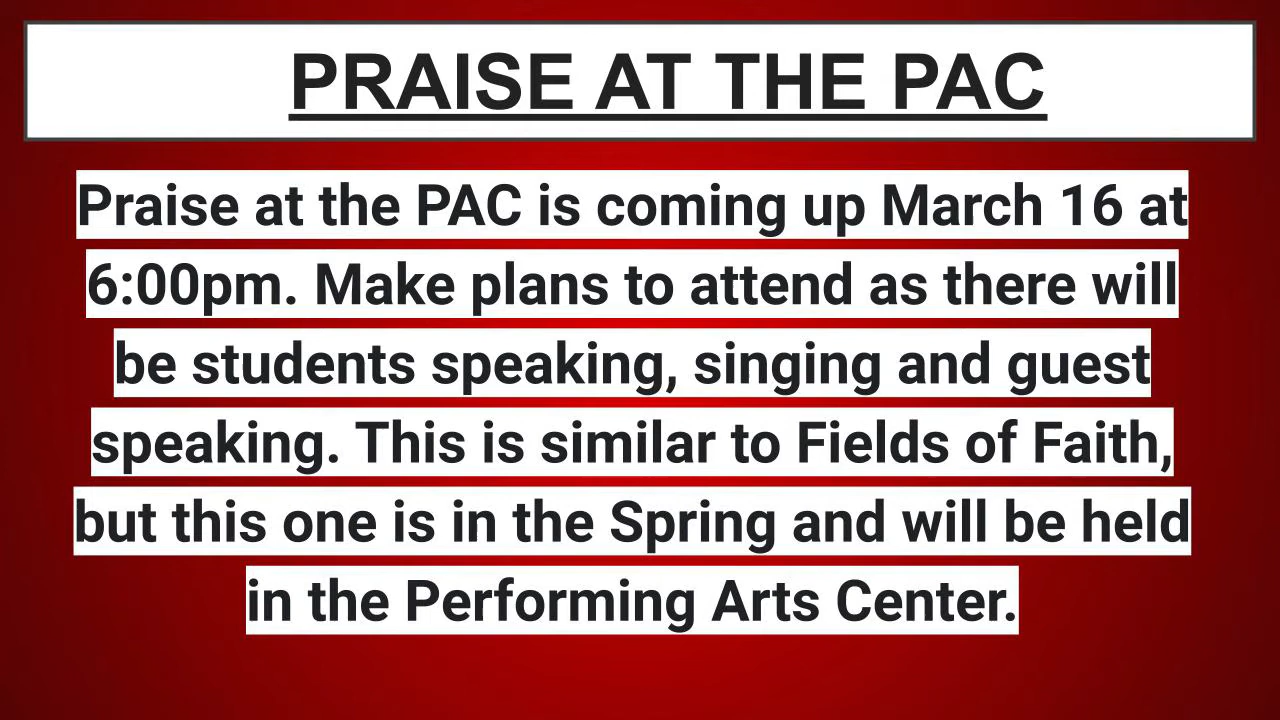 PRAISE AT THE PAC
Praise at the PAC is coming up March 16 at
6:00pm. Make plans to attend as there will
be students speaking, singing and guest
speaking. This is similar to Fields of Faith,
but this one is in the Spring and will be held
in the Performing Arts Center.